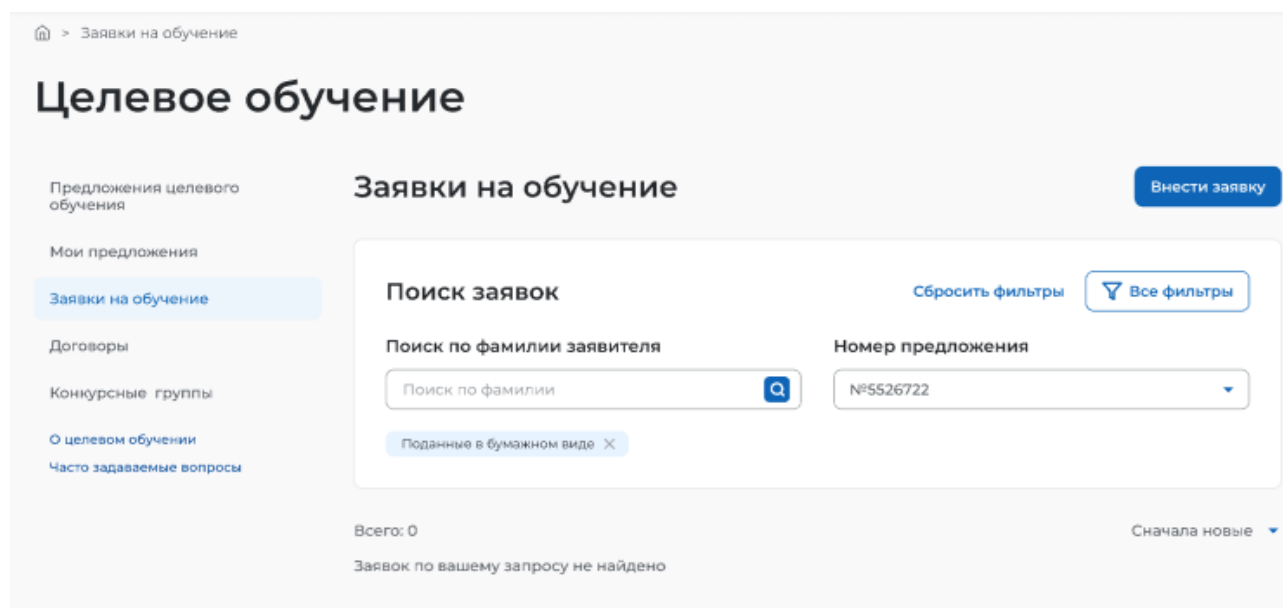 > Заявки на обучение
Целевое обучение
Предложения целевого
обучения
Мои предложения
Заявки на обучение
Договоры
Конкурсные группы
О целевом обучении
Часто задаваемые вопросы
Заявки на обучение
Внести заявку
Поиск заявок
Сбросить фильтры
Все фильтры
Поиск по фамилии заявителя
Номер предложения
Поиск по фамилии
№5526722
Поданные в бумажном виде ×
Всего: 0
Сначала новые
Заявок по вашему запросу не найдено